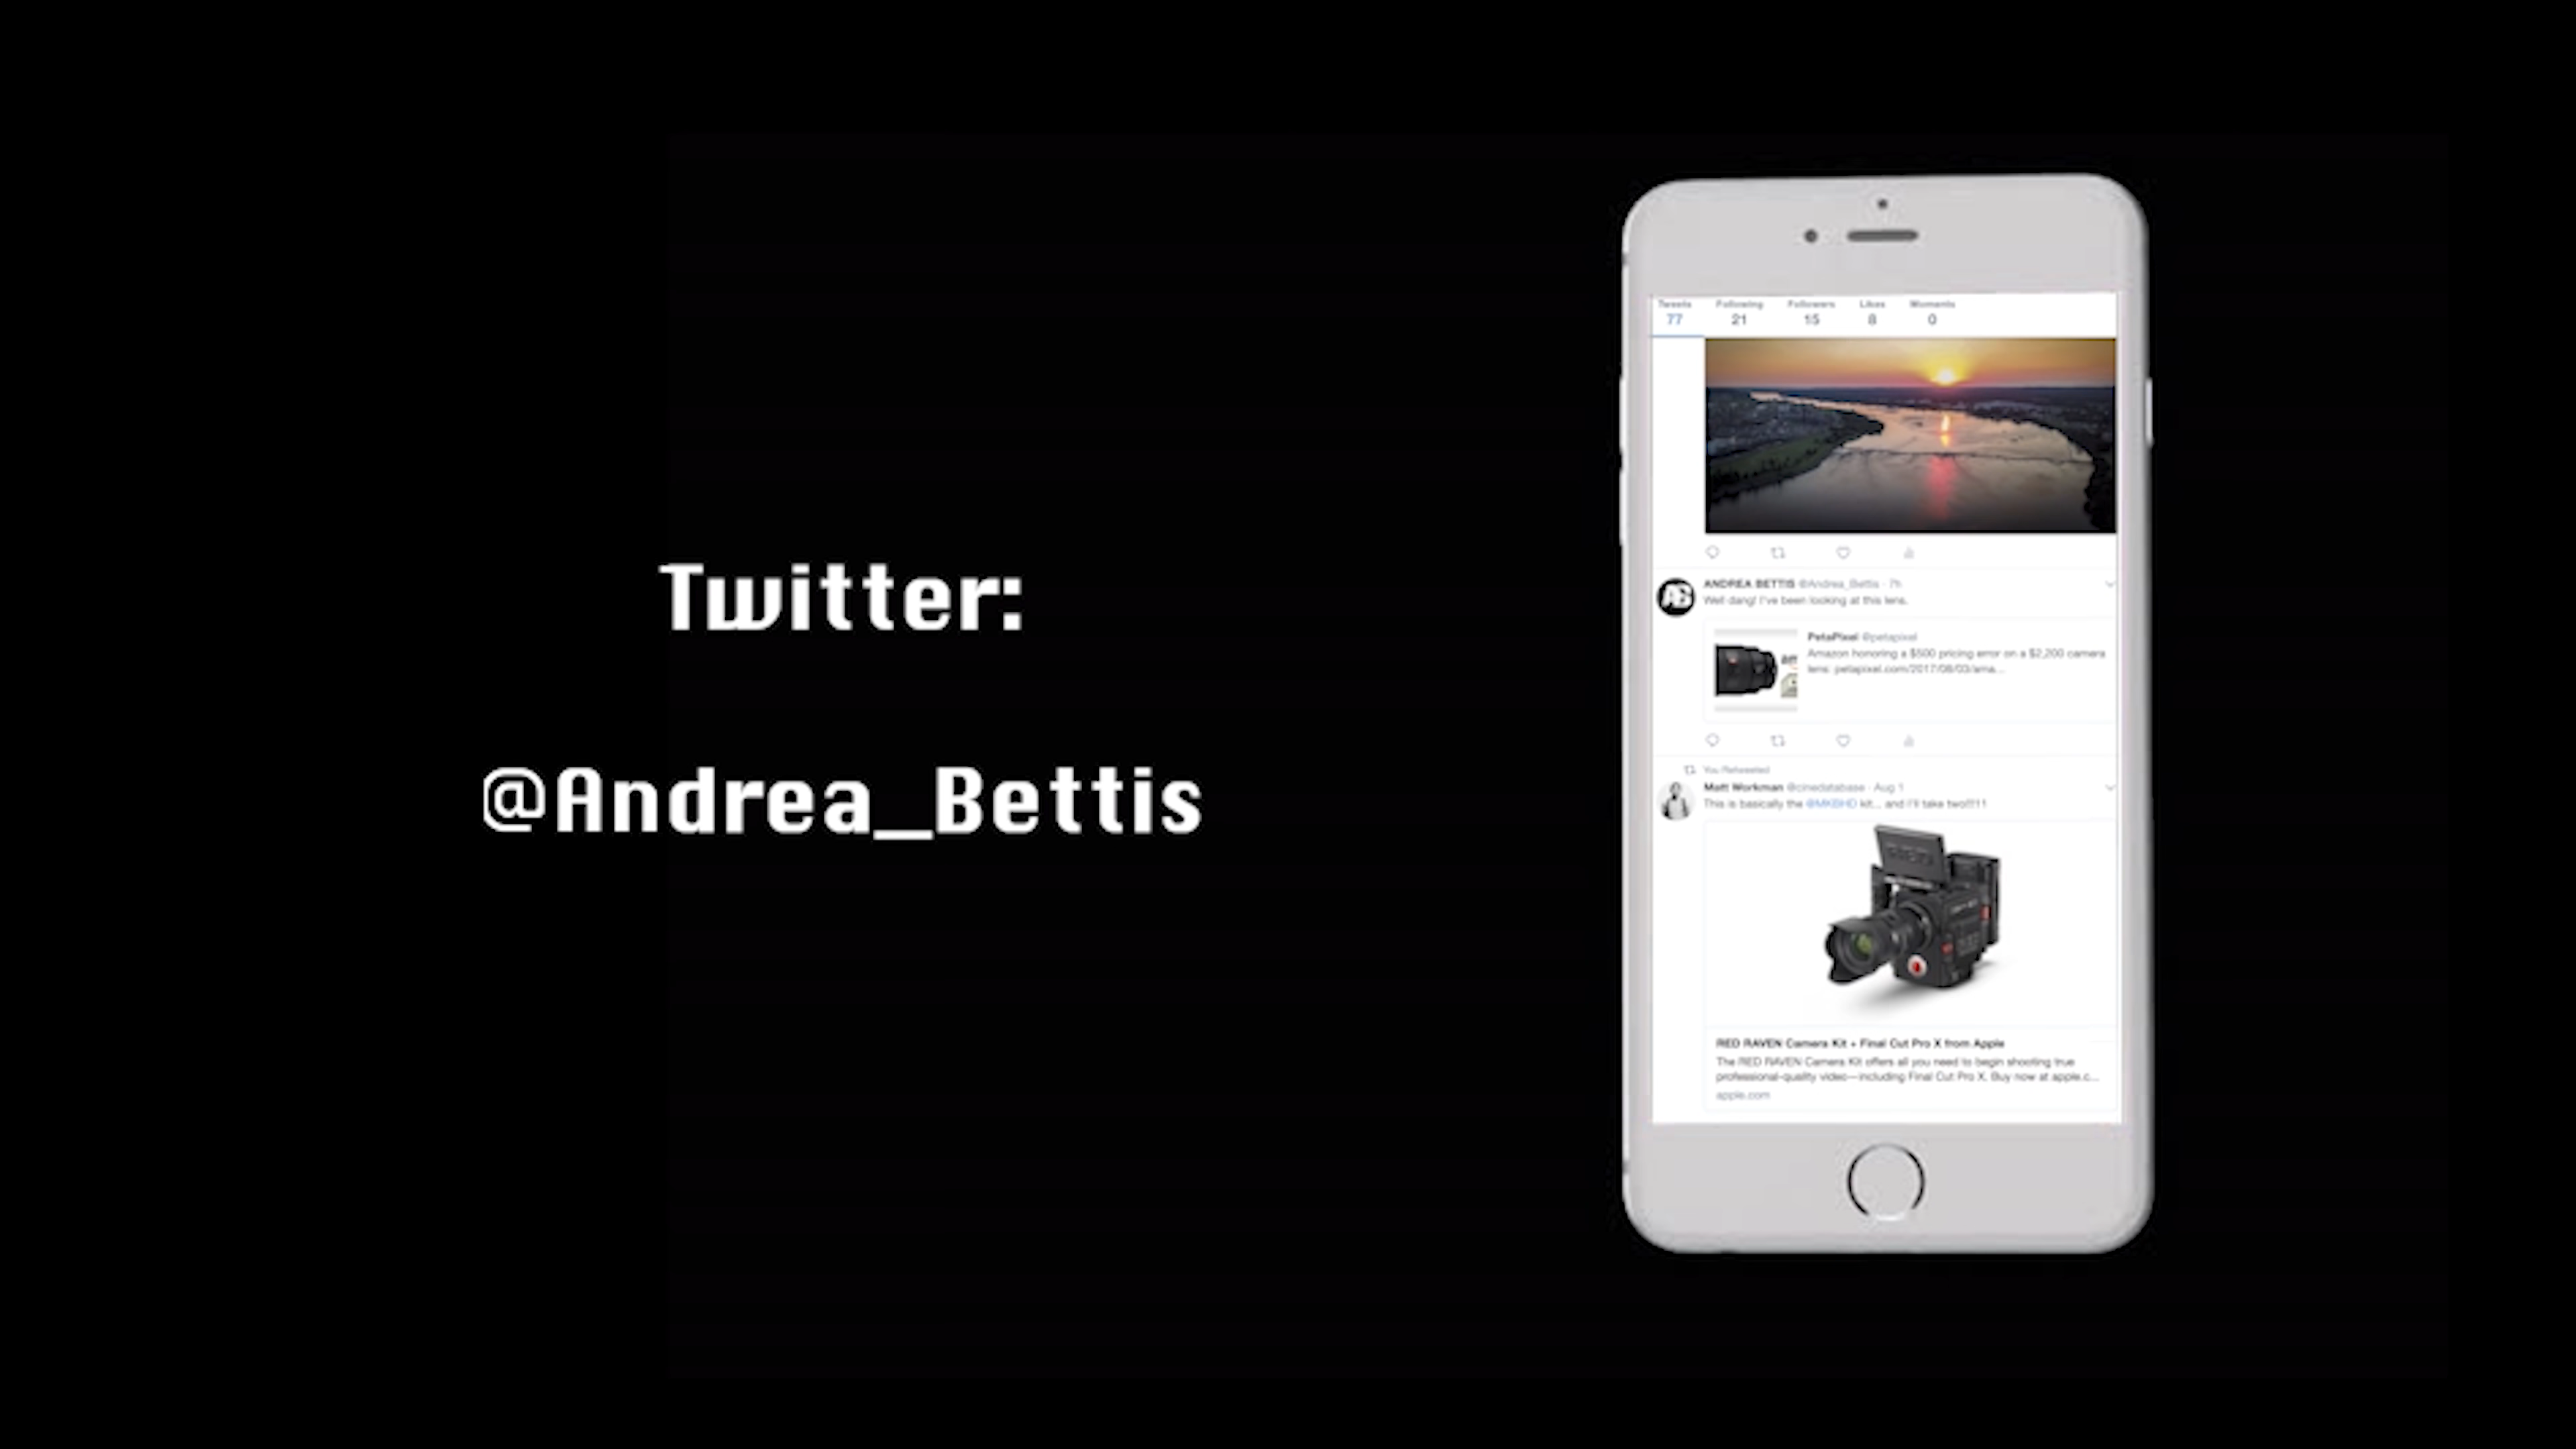 Twitter:
@Andrea_Bettis
Tweets Following Followers Likes Moments
77 21 15 8 0
ANDREA BETTIS @Andrea_Bettis · 7h
Well dang! I've been looking at this lens.
PetaPixel @petapixel
Amazon honoring a $500 pricing error on a $2,200 camera
lens: petapixel.com/2017/08/03/ama...
You Retweeted
Matt Workman @cinedatabase · Aug 1
This is basically the @MKBHD kit... and I'll take two!!!11
RED RAVEN Camera Kit + Final Cut Pro X from Apple
The RED RAVEN Camera Kit offers all you need to begin shooting true
professional-quality video—including Final Cut Pro X. Buy now at apple.c...
apple.com